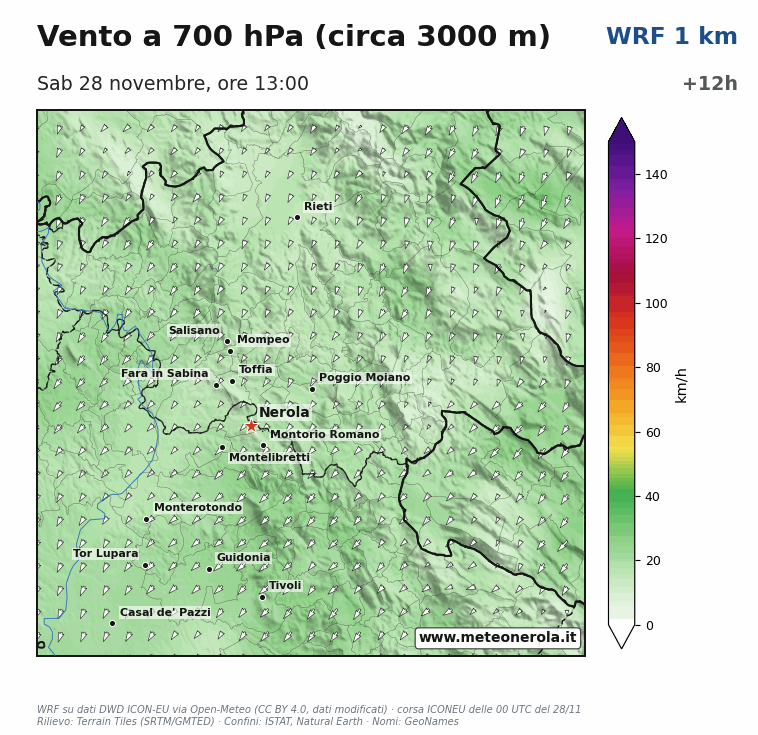 Vento a 700 hPa (circa 3000 m)
WRF 1 km
Sab 28 novembre, ore 13:00
+12h
Rieti
Salisano
Mompeo
Toffia
Fara in Sabina
Poggio Moiano
Nerola
Montorio Romano
Montelibretti
Monterotondo
Tor Lupara
Guidonia
Tivoli
Casal de' Pazzi
www.meteonerola.it
140
120
100
80
60
40
20
0
km/h
WRF su dati DWD ICON-EU via Open-Meteo (CC BY 4.0, dati modificati) · corsa ICONEU delle 00 UTC del 28/11
Rilievo: Terrain Tiles (SRTM/GMTED) · Confini: ISTAT, Natural Earth · Nomi: GeoNames